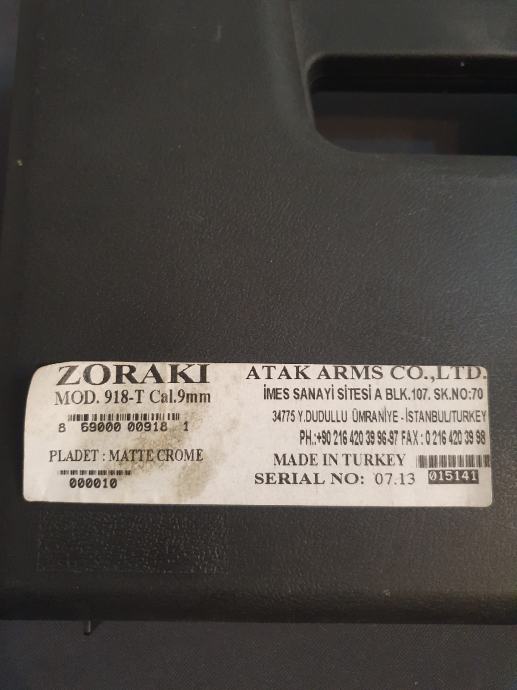 ZORAKI
MOD. 918-T Cal.9mm
8 59000 00918 1
PLADET : MATTE CROME
000010
ATAK ARMS CO.,LTD.
İMES SANAYİ SİTESİ A BLK.107. SK.NO:70
34775 Y.DUDULLU ÜMRANİYE - İSTANBUL/TURKEY
PH.:+90 216 420 39 96-97 FAX : 0 216 420 39 98
MADE IN TURKEY
SERIAL NO: '07.13 015141